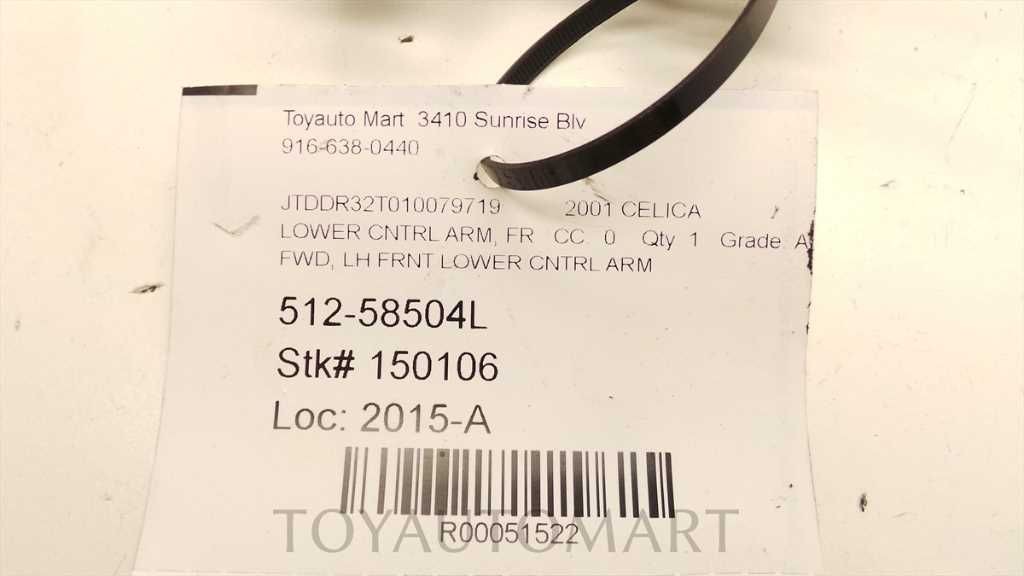 Toyauto Mart 3410 Sunrise Blv
916-638-0440
JTDDR32T010079719 2001 CELICA
LOWER CNTRL ARM, FR CC: 0 Qty 1 Grade: A
FWD, LH FRNT LOWER CNTRL ARM
512-58504L
Stk# 150106
Loc: 2015-A
R00051522
TOYAUTOMART